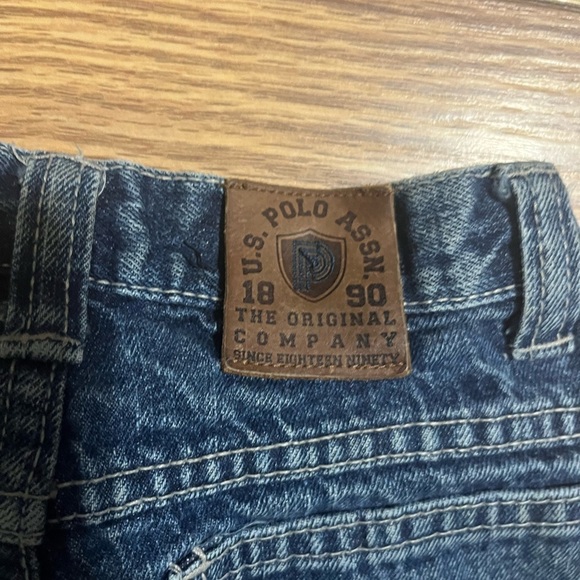 U.S. POLO ASSN.
18 90
THE ORIGINAL
COMPANY
SINCE EIGHTEEN NINETY